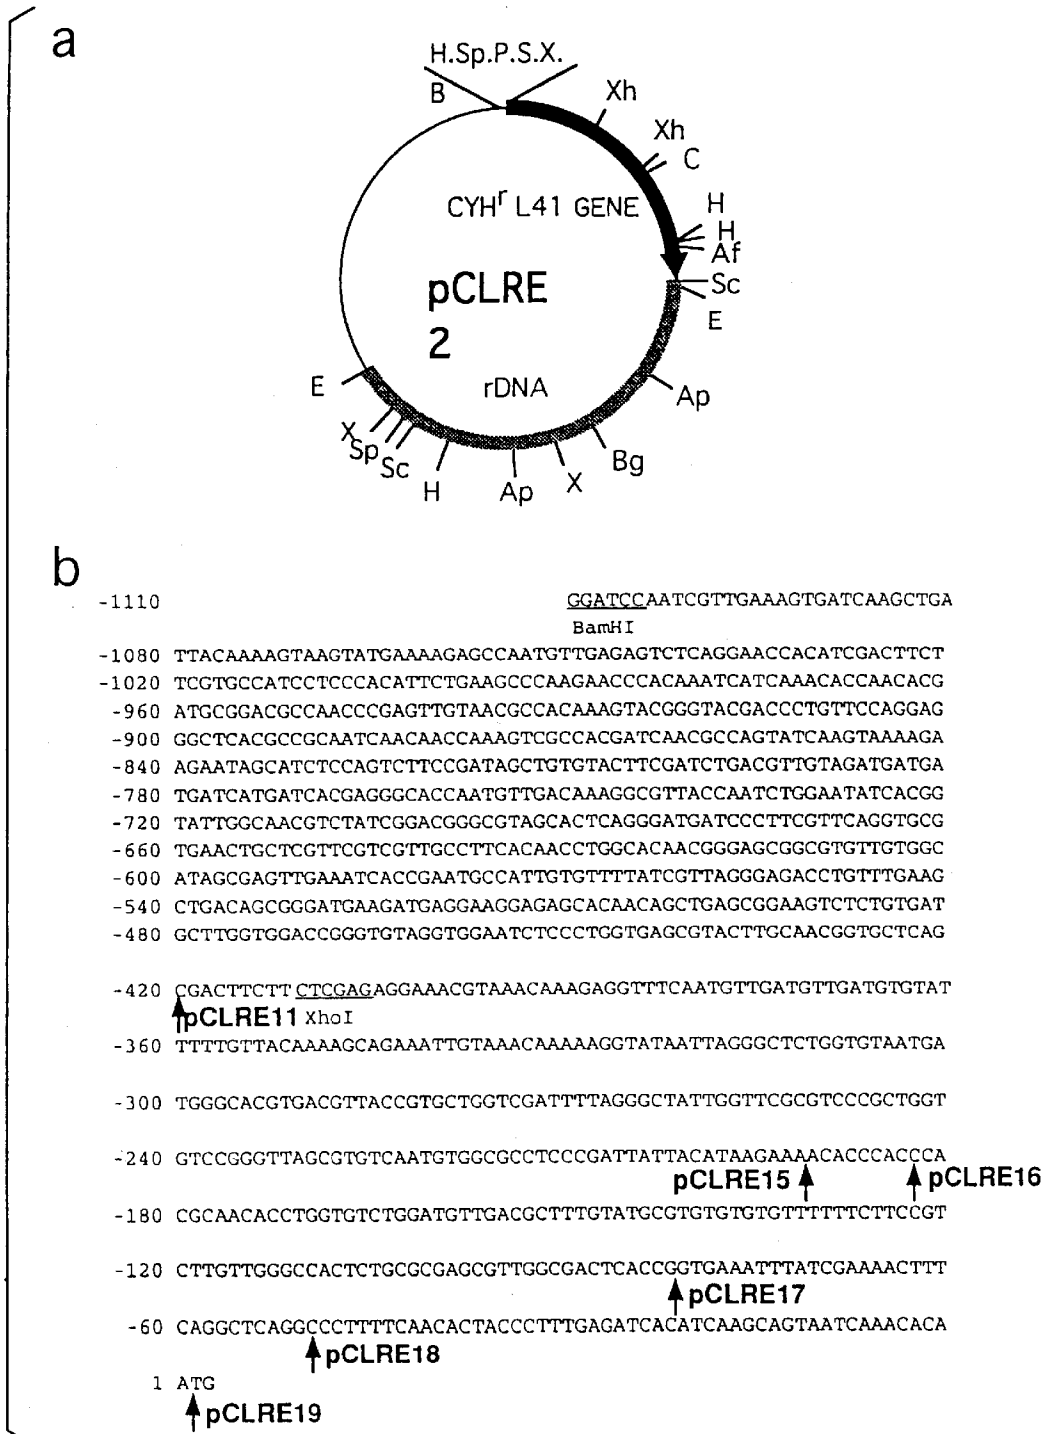 a
H.Sp.P.S.X.
B
Xh
Xh
C
CYHr L41 GENE
H
H
Af
pCLRE
2
Sc
E
E
rDNA
Ap
X
Sp
Sc
H
Ap
X
Bg
b
-1110 GGATCCAATCGTTGAAAGTGATCAAGCTGA
BamHI
-1080 TTACAAAAGTAAGTATGAAAAGAGCCAATGTTGAGAGTCTCAGGAACCACATCGACTTCT
-1020 TCGTGCCATCCTCCCACATTCTGAAGCCCAAGAACCCACAAATCATCAAACACCAACACG
-960 ATGCGGACGCCAACCCGAGTTGTAACGCCACAAAGTACGGGTACGACCCTGTTCCAGGAG
-900 GGCTCACGCCGCAATCAACAACCAAAGTCGCCACGATCAACGCCAGTATCAAGTAAAAGA
-840 AGAATAGCATCTCCAGTCTTCCGATAGCTGTGTACTTCGATCTGACGTTGTAGATGATGA
-780 TGATCATGATCACGAGGGCACCAATGTTGACAAAGGCGTTACCAATCTGGAATATCACGG
-720 TATTGGCAACGTCTATCGGACGGGCGTAGCACTCAGGGATGATCCCTTCGTTCAGGTGCG
-660 TGAACTGCTCGTTCGTCGTTGCCTTCACAACCTGGCACAACGGGAGCGGCGTGTTGTGGC
-600 ATAGCGAGTTGAAATCACCGAATGCCATTGTGTTTTATCGTTAGGGAGACCTGTTTGAAG
-540 CTGACAGCGGGATGAAGATGAGGAAGGAGAGCACAACAGCTGAGCGGAAGTCTCTGTGAT
-480 GCTTGGTGGACCGGGTGTAGGTGGAATCTCCCTGGTGAGCGTACTTGCAACGGTGCTCAG
-420 CGACTTCTTCTCGAGAGGAAACGTAAACAAAGAGGTTTCAATGTTGATGTTGATGTGTAT
pCLRE11 XhoI
-360 TTTTGTTACAAAAGCAGAAATTGTAAACAAAAAGGTATAATTAGGGCTCTGGTGTAATGA
-300 TGGGCACGTGACGTTACCGTGCTGGTCGATTTTAGGGCTATTGGTTCGCGTCCCGCTGGT
-240 GTCCGGGTTAGCGTGTCAATGTGGCGCCTCCCGATTATTACATAAGAAAACACCCACCCA
pCLRE15 pCLRE16
-180 CGCAACACCTGGTGTCTGGATGTTGACGCTTTGTATGCGTGTGTGTGTTTTTTCTTCCGT
-120 CTTGTTGGGCCACTCTGCGCGAGCGTTGGCGACTCACCGGTGAAATTTATCGAAAACTTT
pCLRE17
-60 CAGGCTCAGGCCCTTTTCAACACTACCCTTTGAGATCACATCAAGCAGTAATCAAACACA
pCLRE18
1 ATG
pCLRE19